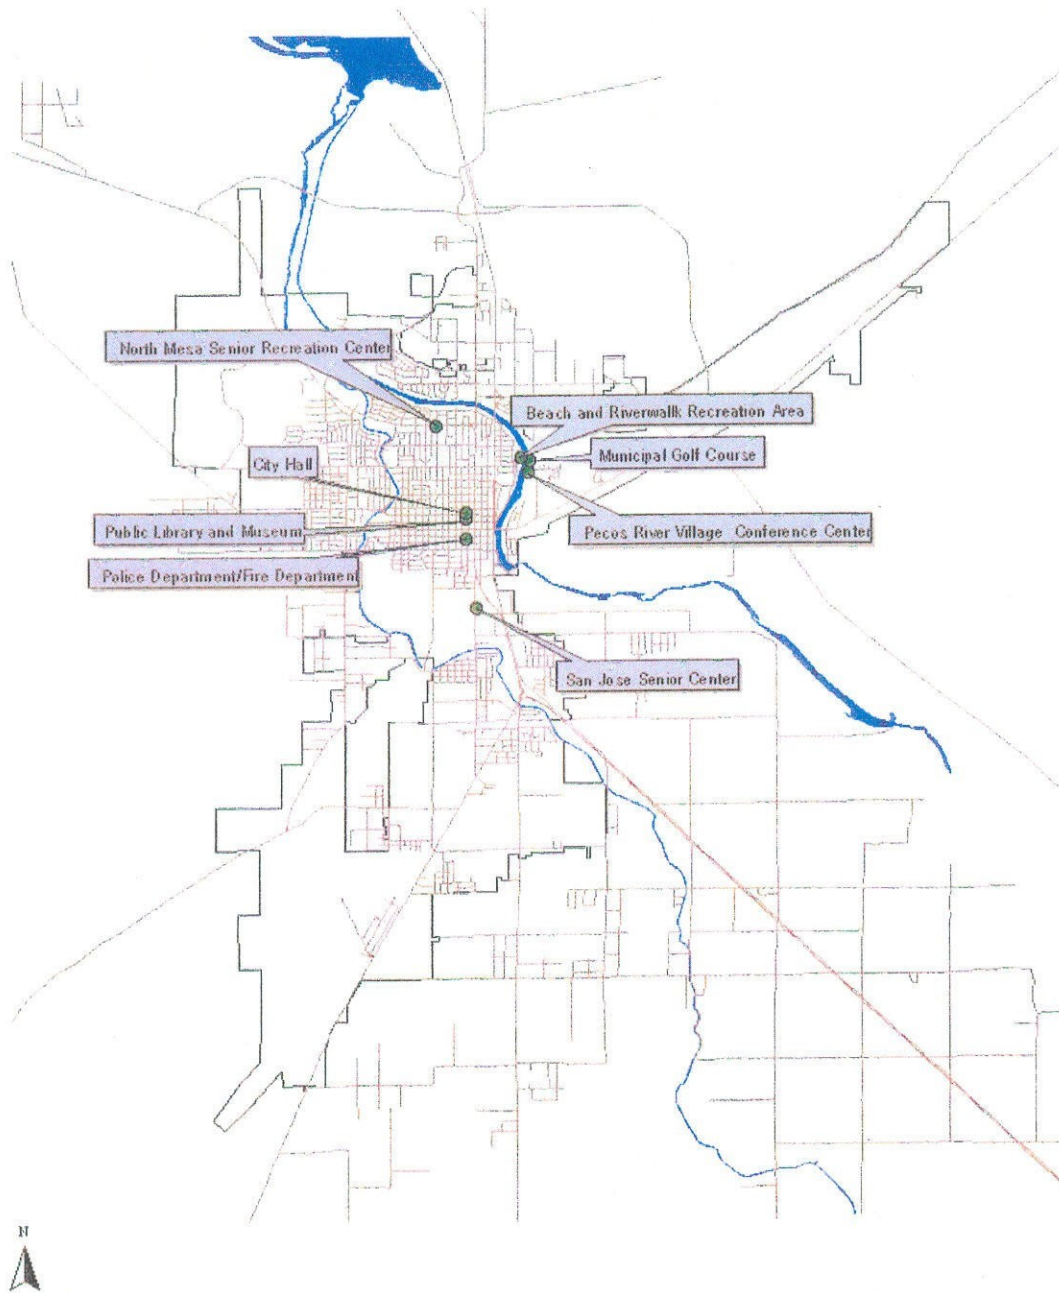 North Mesa Senior Recreation Center
Beach and Riverwallk Recreation Area
Municipal Golf Course
City Hall
Public Library and Museum
Pecos River Village Conference Center
Police Department/Fire Department
San Jose Senior Center
N